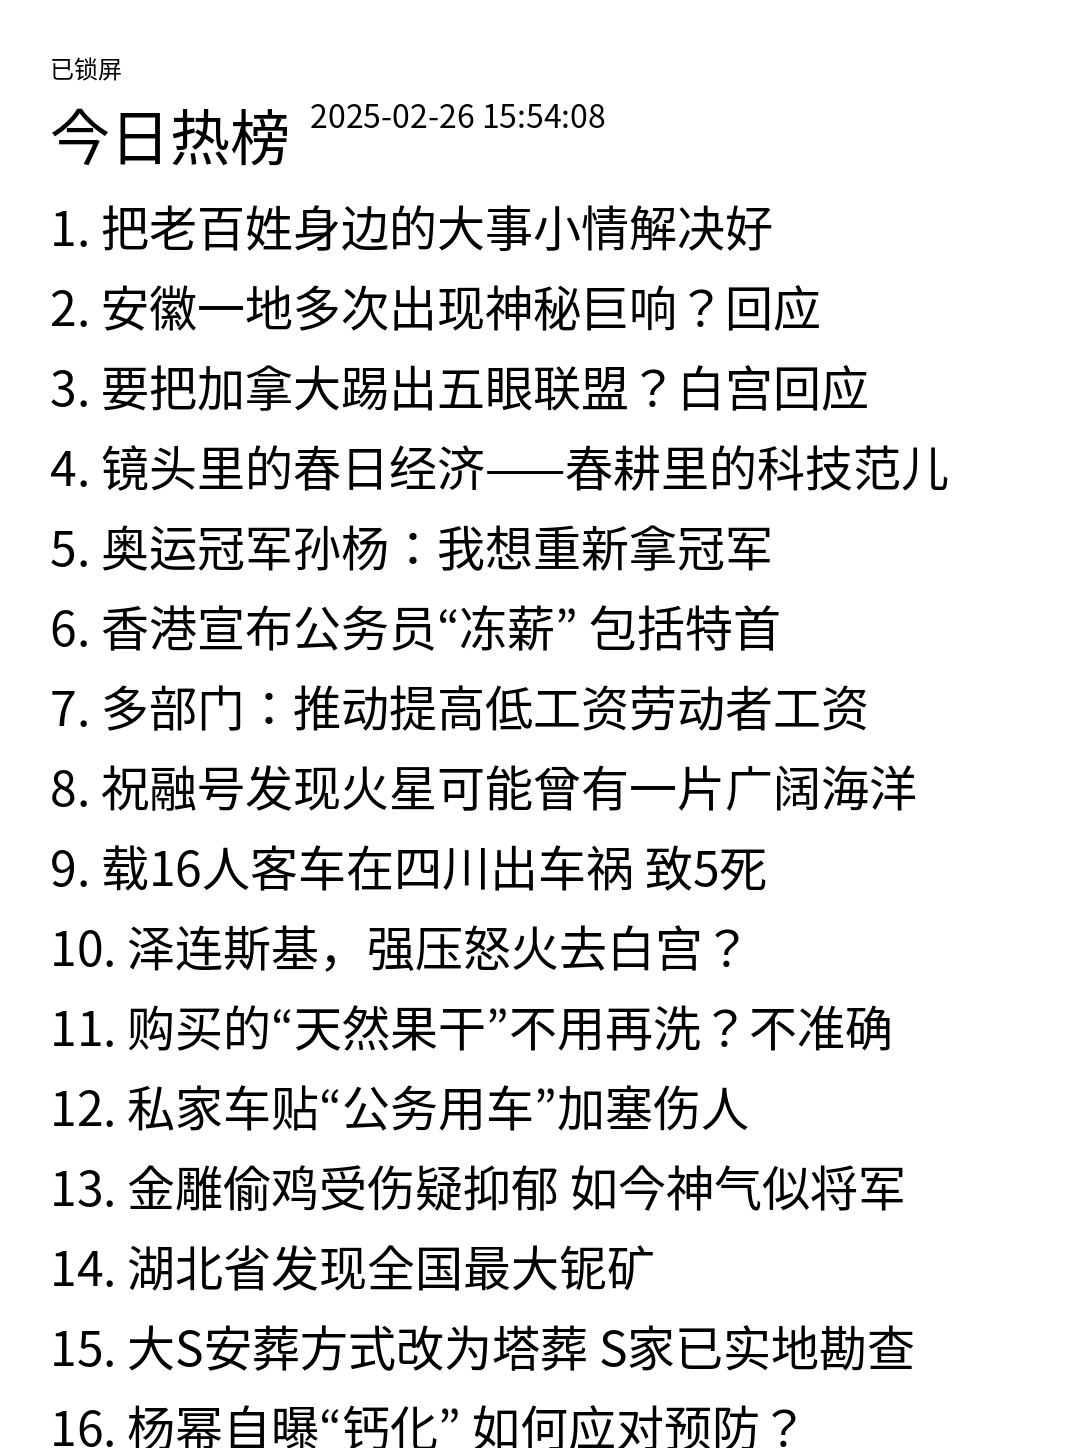 已锁屏
今日热榜 2025-02-26 15:54:08
1. 把老百姓身边的大事小情解决好
2. 安徽一地多次出现神秘巨响？回应
3. 要把加拿大踢出五眼联盟？白宫回应
4. 镜头里的春日经济——春耕里的科技范儿
5. 奥运冠军孙杨：我想重新拿冠军
6. 香港宣布公务员“冻薪” 包括特首
7. 多部门：推动提高低工资劳动者工资
8. 祝融号发现火星可能曾有一片广阔海洋
9. 载16人客车在四川出车祸 致5死
10. 泽连斯基，强压怒火去白宫？
11. 购买的“天然果干”不用再洗？不准确
12. 私家车贴“公务用车”加塞伤人
13. 金雕偷鸡受伤疑抑郁 如今神气似将军
14. 湖北省发现全国最大铌矿
15. 大S安葬方式改为塔葬 S家已实地勘查
16. 杨幂自曝“钙化” 如何应对预防？